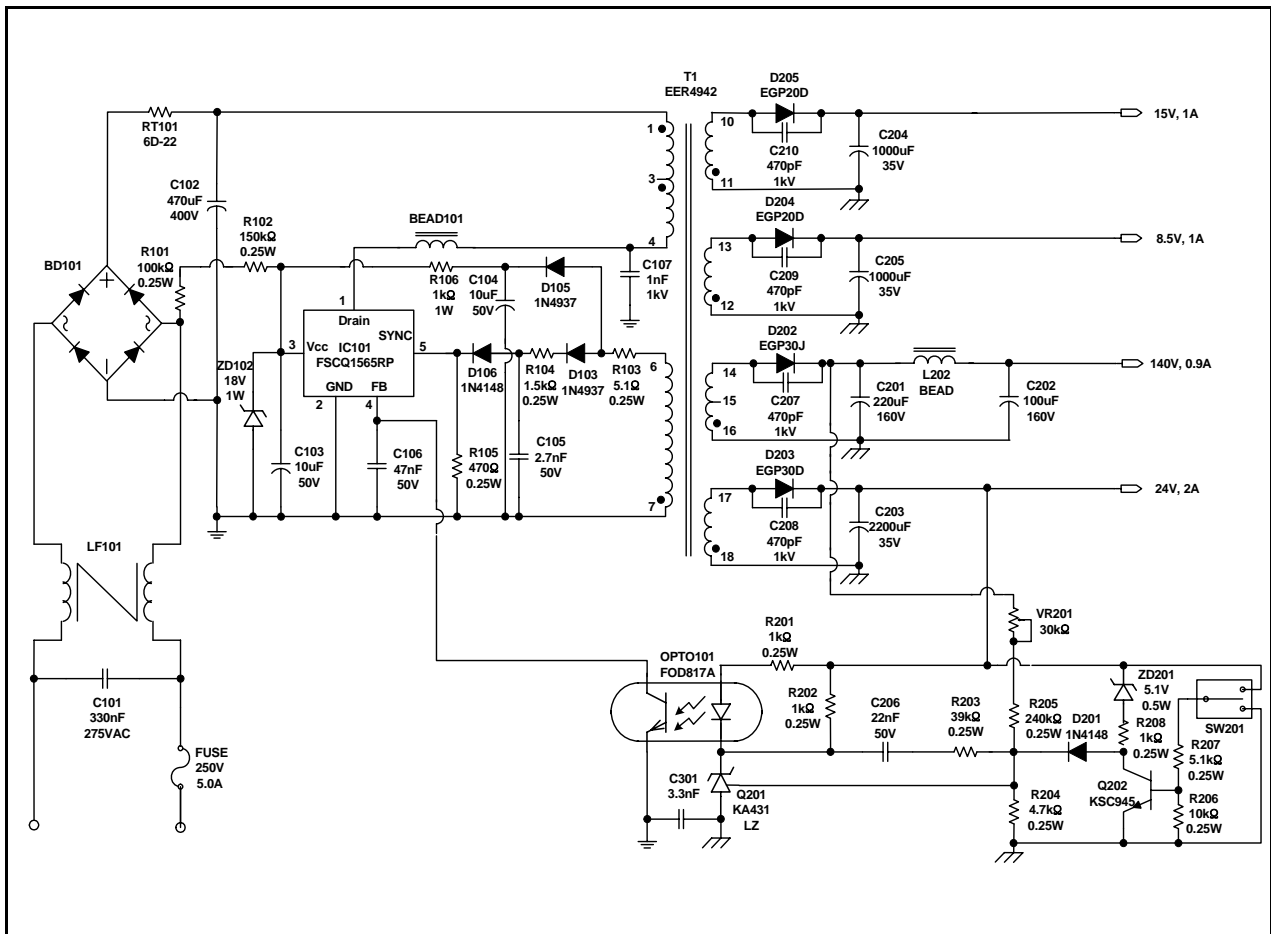 T1
EER4942
D205
EGP20D
RT101
6D-22
1
10
15V, 1A
C210
470pF
1kV
C204
1000uF
35V
3
11
C102
470uF
400V
BEAD101
D204
EGP20D
R102
150kΩ
0.25W
4
13
8.5V, 1A
R101
100kΩ
0.25W
BD101
R106
1kΩ
1W
C104
10uF
50V
D105
1N4937
C107
1nF
1kV
C209
470pF
1kV
C205
1000uF
35V
12
1
Drain
SYNC
D202
EGP30J
3
Vcc
IC101
FSCQ1565RP
5
6
14
140V, 0.9A
ZD102
18V
1W
GND
FB
2
4
D106
1N4148
R104
1.5kΩ
0.25W
D103
1N4937
R103
5.1Ω
0.25W
15
16
C207
470pF
1kV
C201
220uF
160V
L202
BEAD
C202
100uF
160V
C103
10uF
50V
C106
47nF
50V
R105
470Ω
0.25W
C105
2.7nF
50V
D203
EGP30D
7
17
24V, 2A
C208
470pF
1kV
C203
2200uF
35V
18
LF101
VR201
30kΩ
R201
1kΩ
0.25W
OPTO101
FOD817A
C101
330nF
275VAC
R202
1kΩ
0.25W
C206
22nF
50V
R203
39kΩ
0.25W
R205
240kΩ
0.25W
D201
1N4148
ZD201
5.1V
0.5W
R208
1kΩ
0.25W
SW201
R207
5.1kΩ
0.25W
FUSE
250V
5.0A
C301
3.3nF
Q201
KA431
LZ
R204
4.7kΩ
0.25W
Q202
KSC945
R206
10kΩ
0.25W